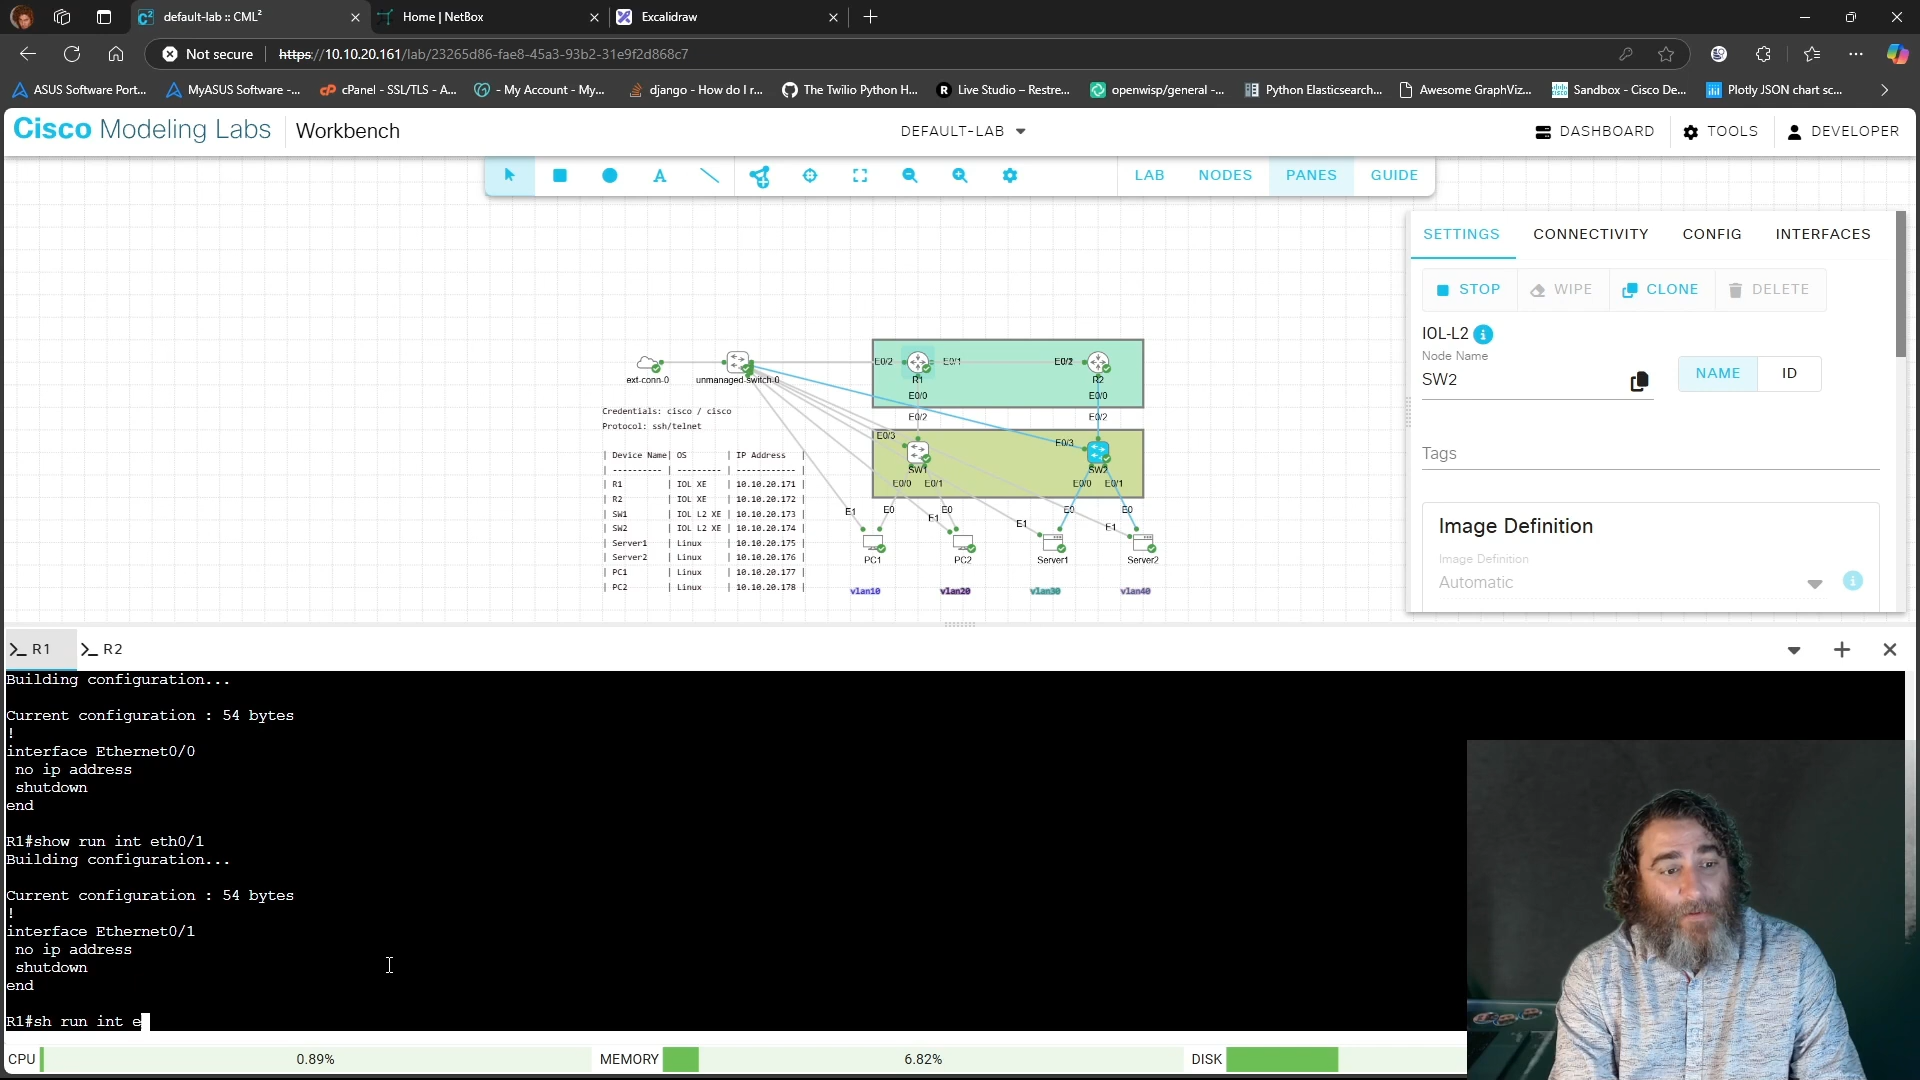 default-lab :: CML²
Home | NetBox
Excalidraw
Not secure
https://10.10.20.161/lab/23265d86-fae8-45a3-93b2-31e9f2d868c7
ASUS Software Port...
MyASUS Software -...
cPanel - SSL/TLS - A...
- My Account - My...
django - How do I r...
The Twilio Python H...
Live Studio – Restre...
openwisp/general -...
Python Elasticsearch...
Awesome GraphViz...
Sandbox - Cisco De...
Plotly JSON chart sc...
Cisco Modeling Labs
Workbench
DEFAULT-LAB
DASHBOARD
TOOLS
DEVELOPER
LAB
NODES
PANES
GUIDE
SETTINGS
CONNECTIVITY
CONFIG
INTERFACES
STOP
WIPE
CLONE
DELETE
IOL-L2
Node Name
SW2
NAME
ID
Tags
Image Definition
Image Definition
Automatic
ext-conn-0
unmanaged-switch-0
E0/2
R1
E0/1
R2
E0/0
E0/0
E0/2
E0/2
E0/3
SW1
E0/3
SW2
E0/0
E0/1
E0/0
E0/1
E1
E0
E1
E0
E1
E0
E1
E0
PC1
PC2
Server1
Server2
vlan10
vlan20
vlan30
vlan40
Credentials: cisco / cisco
Protocol: ssh/telnet
| Device Name| OS | IP Address |
| ---------- | --------- | ------------ |
| R1 | IOL XE | 10.10.20.171 |
| R2 | IOL XE | 10.10.20.172 |
| SW1 | IOL L2 XE | 10.10.20.173 |
| SW2 | IOL L2 XE | 10.10.20.174 |
| Server1 | Linux | 10.10.20.175 |
| Server2 | Linux | 10.10.20.176 |
| PC1 | Linux | 10.10.20.177 |
| PC2 | Linux | 10.10.20.178 |
R1
R2
Building configuration...
Current configuration : 54 bytes
!
interface Ethernet0/0
no ip address
shutdown
end
R1#show run int eth0/1
Building configuration...
Current configuration : 54 bytes
!
interface Ethernet0/1
no ip address
shutdown
end
R1#sh run int e
CPU
0.89%
MEMORY
6.82%
DISK